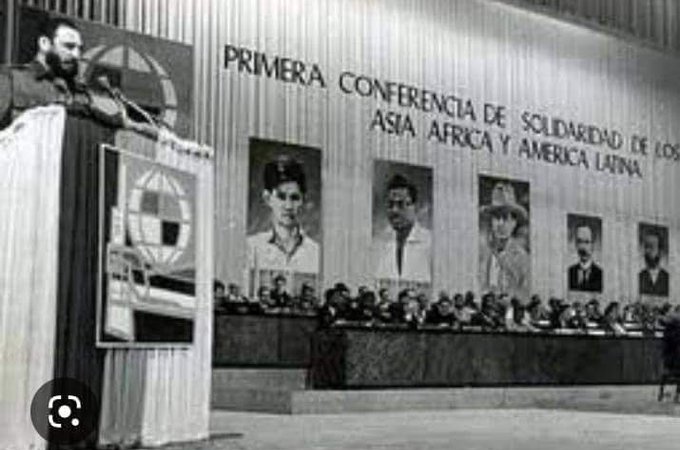 PRIMERA CONFERENCIA DE SOLIDARIDAD DE LOS
ASIA AFRICA Y AMERICA LATINA